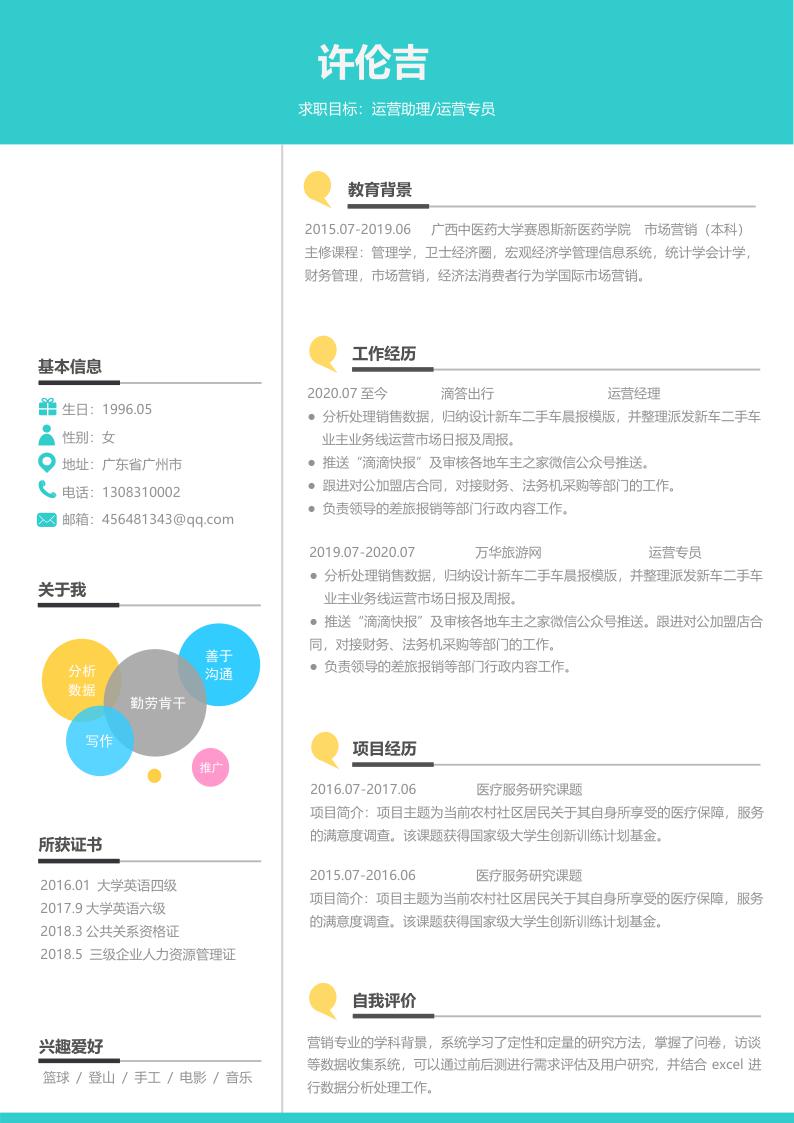 许伦吉
求职目标：运营助理/运营专员
基本信息
生日：1996.05
性别：女
地址：广东省广州市
电话：1308310002
邮箱：456481343@qq.com
关于我
分析
数据
善于
沟通
勤劳肯干
写作
推广
所获证书
2016.01 大学英语四级
2017.9 大学英语六级
2018.3 公共关系资格证
2018.5 三级企业人力资源管理证
兴趣爱好
篮球 / 登山 / 手工 / 电影 / 音乐
教育背景
2015.07-2019.06 广西中医药大学赛恩斯新医药学院 市场营销（本科）
主修课程：管理学，卫士经济圈，宏观经济学管理信息系统，统计学会计学，
财务管理，市场营销，经济法消费者行为学国际市场营销。
工作经历
2020.07 至今 滴答出行 运营经理
● 分析处理销售数据，归纳设计新车二手车晨报模版，并整理派发新车二手车
业主业务线运营市场日报及周报。
● 推送“滴滴快报”及审核各地车主之家微信公众号推送。
● 跟进对公加盟店合同，对接财务、法务机采购等部门的工作。
● 负责领导的差旅报销等部门行政内容工作。
2019.07-2020.07 万华旅游网 运营专员
● 分析处理销售数据，归纳设计新车二手车晨报模版，并整理派发新车二手车
业主业务线运营市场日报及周报。
● 推送“滴滴快报”及审核各地车主之家微信公众号推送。跟进对公加盟店合
同，对接财务、法务机采购等部门的工作。
● 负责领导的差旅报销等部门行政内容工作。
项目经历
2016.07-2017.06 医疗服务研究课题
项目简介：项目主题为当前农村社区居民关于其自身所享受的医疗保障，服务
的满意度调查。该课题获得国家级大学生创新训练计划基金。
2015.07-2016.06 医疗服务研究课题
项目简介：项目主题为当前农村社区居民关于其自身所享受的医疗保障，服务
的满意度调查。该课题获得国家级大学生创新训练计划基金。
自我评价
营销专业的学科背景，系统学习了定性和定量的研究方法，掌握了问卷，访谈
等数据收集系统，可以通过前后测进行需求评估及用户研究，并结合 excel 进
行数据分析处理工作。